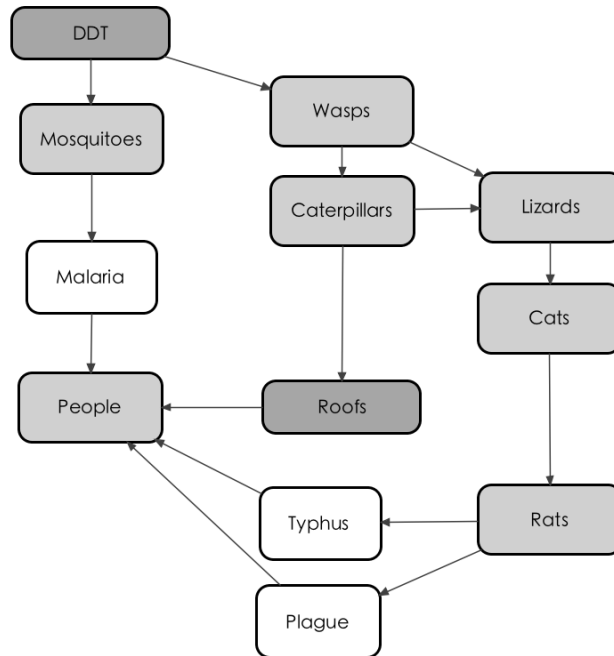 DDT
Wasps
Mosquitoes
Caterpillars
Lizards
Malaria
Cats
People
Roofs
Typhus
Rats
Plague